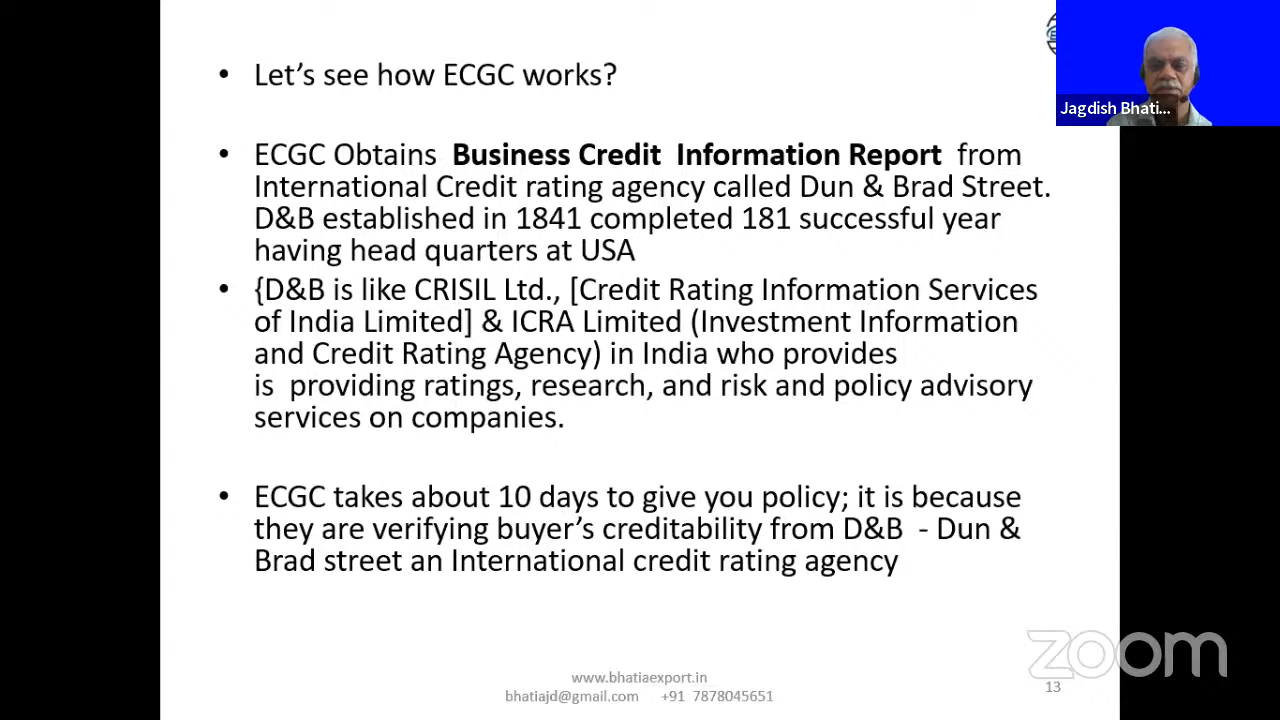 • Let’s see how ECGC works?
• ECGC Obtains Business Credit Information Report from
International Credit rating agency called Dun & Brad Street.
D&B established in 1841 completed 181 successful year
having head quarters at USA
• {D&B is like CRISIL Ltd., [Credit Rating Information Services
of India Limited] & ICRA Limited (Investment Information
and Credit Rating Agency) in India who provides
is providing ratings, research, and risk and policy advisory
services on companies.
• ECGC takes about 10 days to give you policy; it is because
they are verifying buyer’s creditability from D&B - Dun &
Brad street an International credit rating agency
Jagdish Bhati...
www.bhatiaexport.in
bhatiajd@gmail.com +91 7878045651
13
zoom